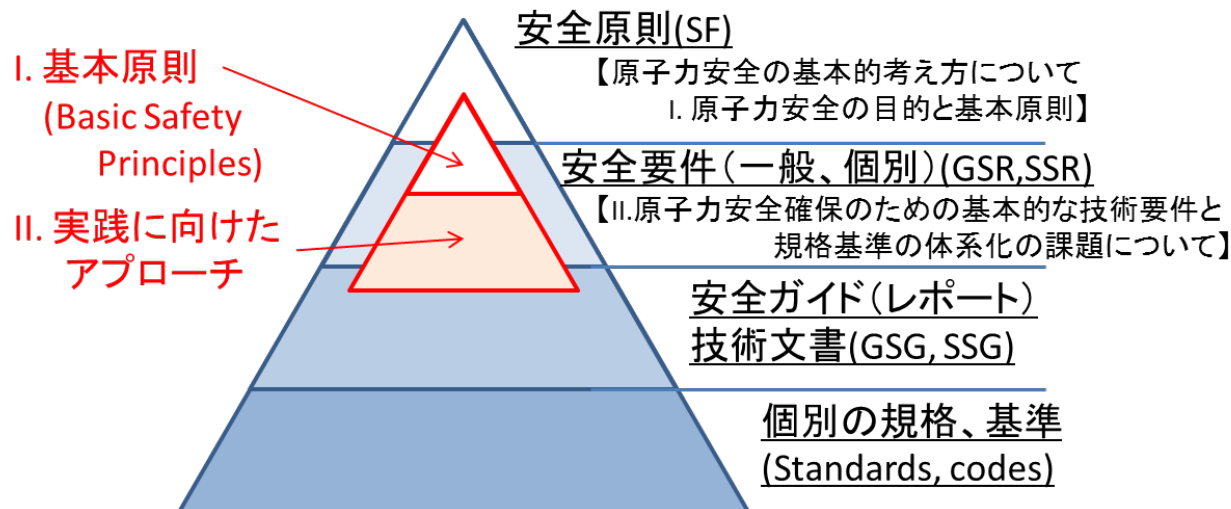 I. 基本原則
(Basic Safety
Principles)
II. 実践に向けた
アプローチ
安全原則(SF)
【原子力安全の基本的考え方について
I. 原子力安全の目的と基本原則】
安全要件(一般、個別)(GSR,SSR)
【II.原子力安全確保のための基本的な技術要件と
規格基準の体系化の課題について】
安全ガイド(レポート)
技術文書(GSG, SSG)
個別の規格、基準
(Standards, codes)